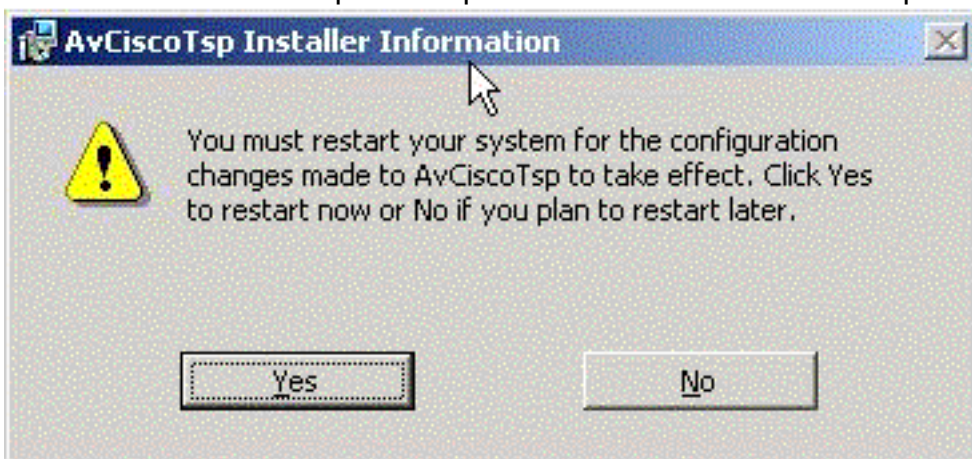 AvCiscoTsp Installer Information
You must restart your system for the configuration
changes made to AvCiscoTsp to take effect. Click Yes
to restart now or No if you plan to restart later.
Yes
No